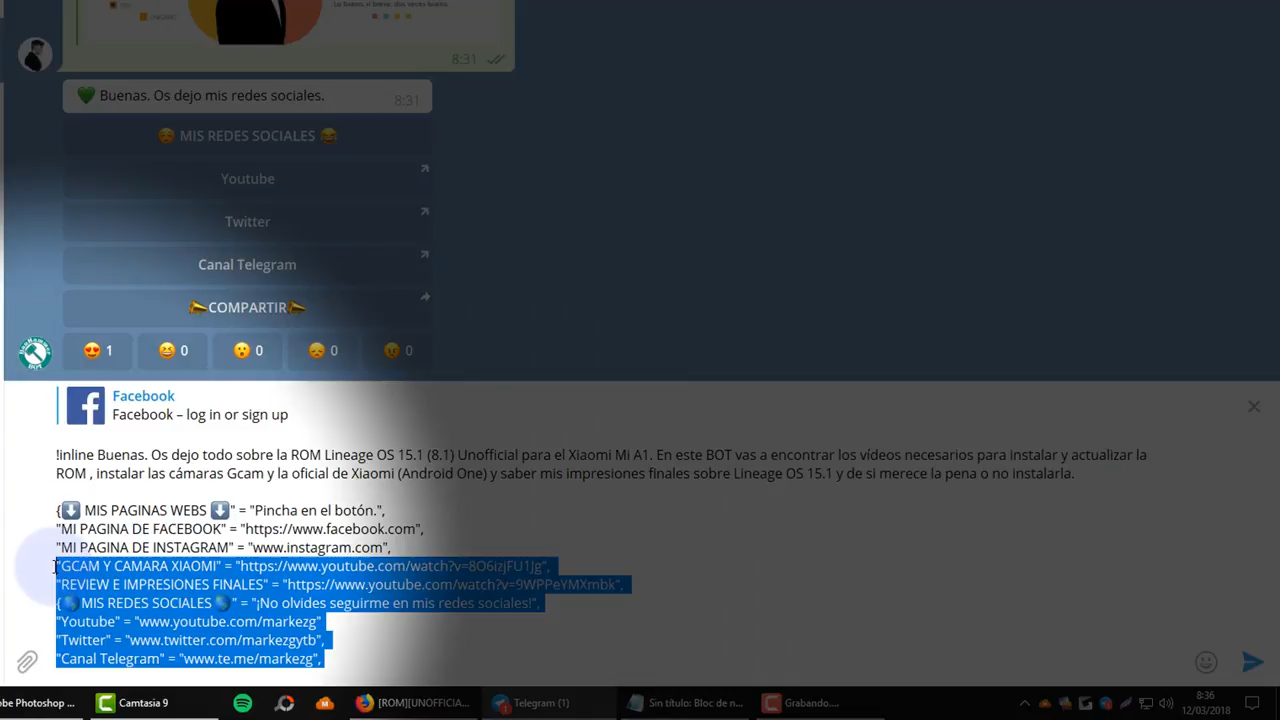 8:31
💚 Buenas. Os dejo mis redes sociales.
8:31
☺️ MIS REDES SOCIALES 😂
Youtube
Twitter
Canal Telegram
📣COMPARTIR📣
😍 1 😆 0 😮 0 😞 0 😠 0
Facebook
Facebook – log in or sign up
!inline Buenas. Os dejo todo sobre la ROM Lineage OS 15.1 (8.1) Unofficial para el Xiaomi Mi A1. En este BOT vas a encontrar los vídeos necesarios para instalar y actualizar la
ROM , instalar las cámaras Gcam y la oficial de Xiaomi (Android One) y saber mis impresiones finales sobre Lineage OS 15.1 y de si merece la pena o no instalarla.
{⬇️ MIS PAGINAS WEBS ⬇️" = "Pincha en el botón.",
"MI PAGINA DE FACEBOOK" = "https://www.facebook.com",
"MI PAGINA DE INSTAGRAM" = "www.instagram.com",
"GCAM Y CAMARA XIAOMI" = "https://www.youtube.com/watch?v=8O6izjFU1Jg",
"REVIEW E IMPRESIONES FINALES" = "https://www.youtube.com/watch?v=9WPPeYMXmbk",
{🌎MIS REDES SOCIALES🌎" = "¡No olvides seguirme en mis redes sociales!",
"Youtube" = "www.youtube.com/markezg"
"Twitter" = "www.twitter.com/markezgytb",
"Canal Telegram" = "www.te.me/markezg",
obe Photoshop ... Camtasia 9 [ROM][UNOFFICIA... Telegram (1) Sin título: Bloc de n... Grabando....
8:36
12/03/2018